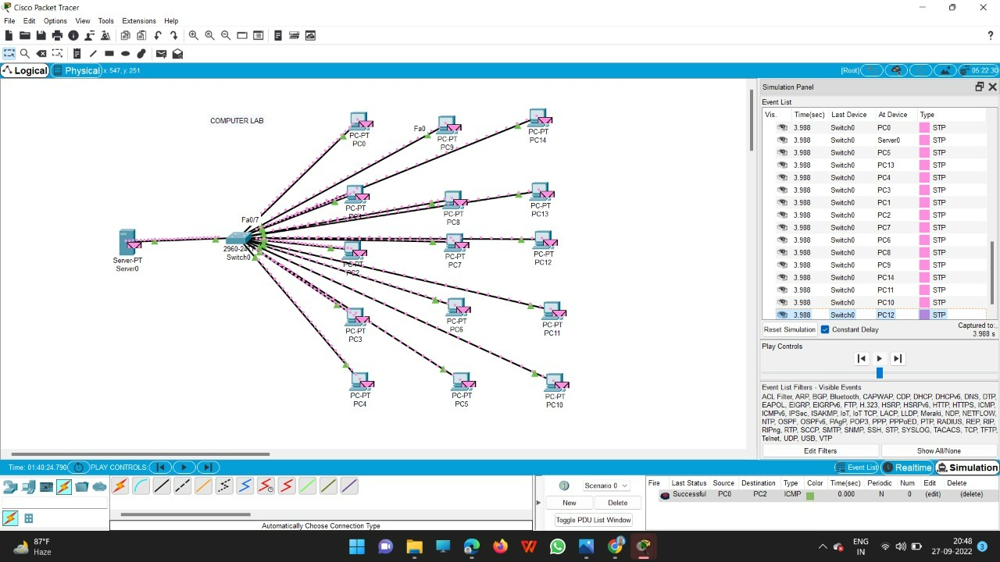 Cisco Packet Tracer
File Edit Options View Tools Extensions Help
?
Logical Physical x: 547, y: 251 [Root] 05:22:30
COMPUTER LAB
PC-PT
PC0
Fa0
PC-PT
PC9
PC-PT
PC14
PC-PT
PC-PT
PC8
PC-PT
PC13
Fa0/7
Server-PT
Server0
Switch0
PC-PT
PC2
PC-PT
PC7
PC-PT
PC12
PC-PT
PC3
PC-PT
PC6
PC-PT
PC11
PC-PT
PC4
PC-PT
PC5
PC-PT
PC10
Simulation Panel
Event List
Vis. Time(sec) Last Device At Device Type
3.988 Switch0 PC0 STP
3.988 Switch0 Server0 STP
3.988 Switch0 PC5 STP
3.988 Switch0 PC13 STP
3.988 Switch0 PC4 STP
3.988 Switch0 PC3 STP
3.988 Switch0 PC1 STP
3.988 Switch0 PC2 STP
3.988 Switch0 PC7 STP
3.988 Switch0 PC6 STP
3.988 Switch0 PC8 STP
3.988 Switch0 PC9 STP
3.988 Switch0 PC14 STP
3.988 Switch0 PC11 STP
3.988 Switch0 PC10 STP
3.988 Switch0 PC12 STP
Reset Simulation Constant Delay Captured to:
3.988 s
Play Controls
Event List Filters - Visible Events
ACL Filter, ARP, BGP, Bluetooth, CAPWAP, CDP, DHCP, DHCPv6, DNS, DTP,
EAPOL, EIGRP, EIGRPv6, FTP, H.323, HSRP, HSRPv6, HTTP, HTTPS, ICMP,
ICMPv6, IPSec, ISAKMP, IoT, IoT TCP, LACP, LLDP, Meraki, NDP, NETFLOW,
NTP, OSPF, OSPFv6, PAgP, POP3, PPP, PPPoED, PTP, RADIUS, REP, RIP,
RIPng, RTP, SCCP, SMTP, SNMP, SSH, STP, SYSLOG, TACACS, TCP, TFTP,
Telnet, UDP, USB, VTP
Edit Filters Show All/None
Time: 01:40:24.790 PLAY CONTROLS: Event List Realtime Simulation
Scenario 0
New Delete
Toggle PDU List Window
Fire Last Status Source Destination Type Color Time(sec) Periodic Num Edit Delete
Successful PC0 PC2 ICMP 0.000 N 0 (edit) (delete)
Automatically Choose Connection Type
87°F
Haze
ENG
IN
20:48
27-09-2022
3